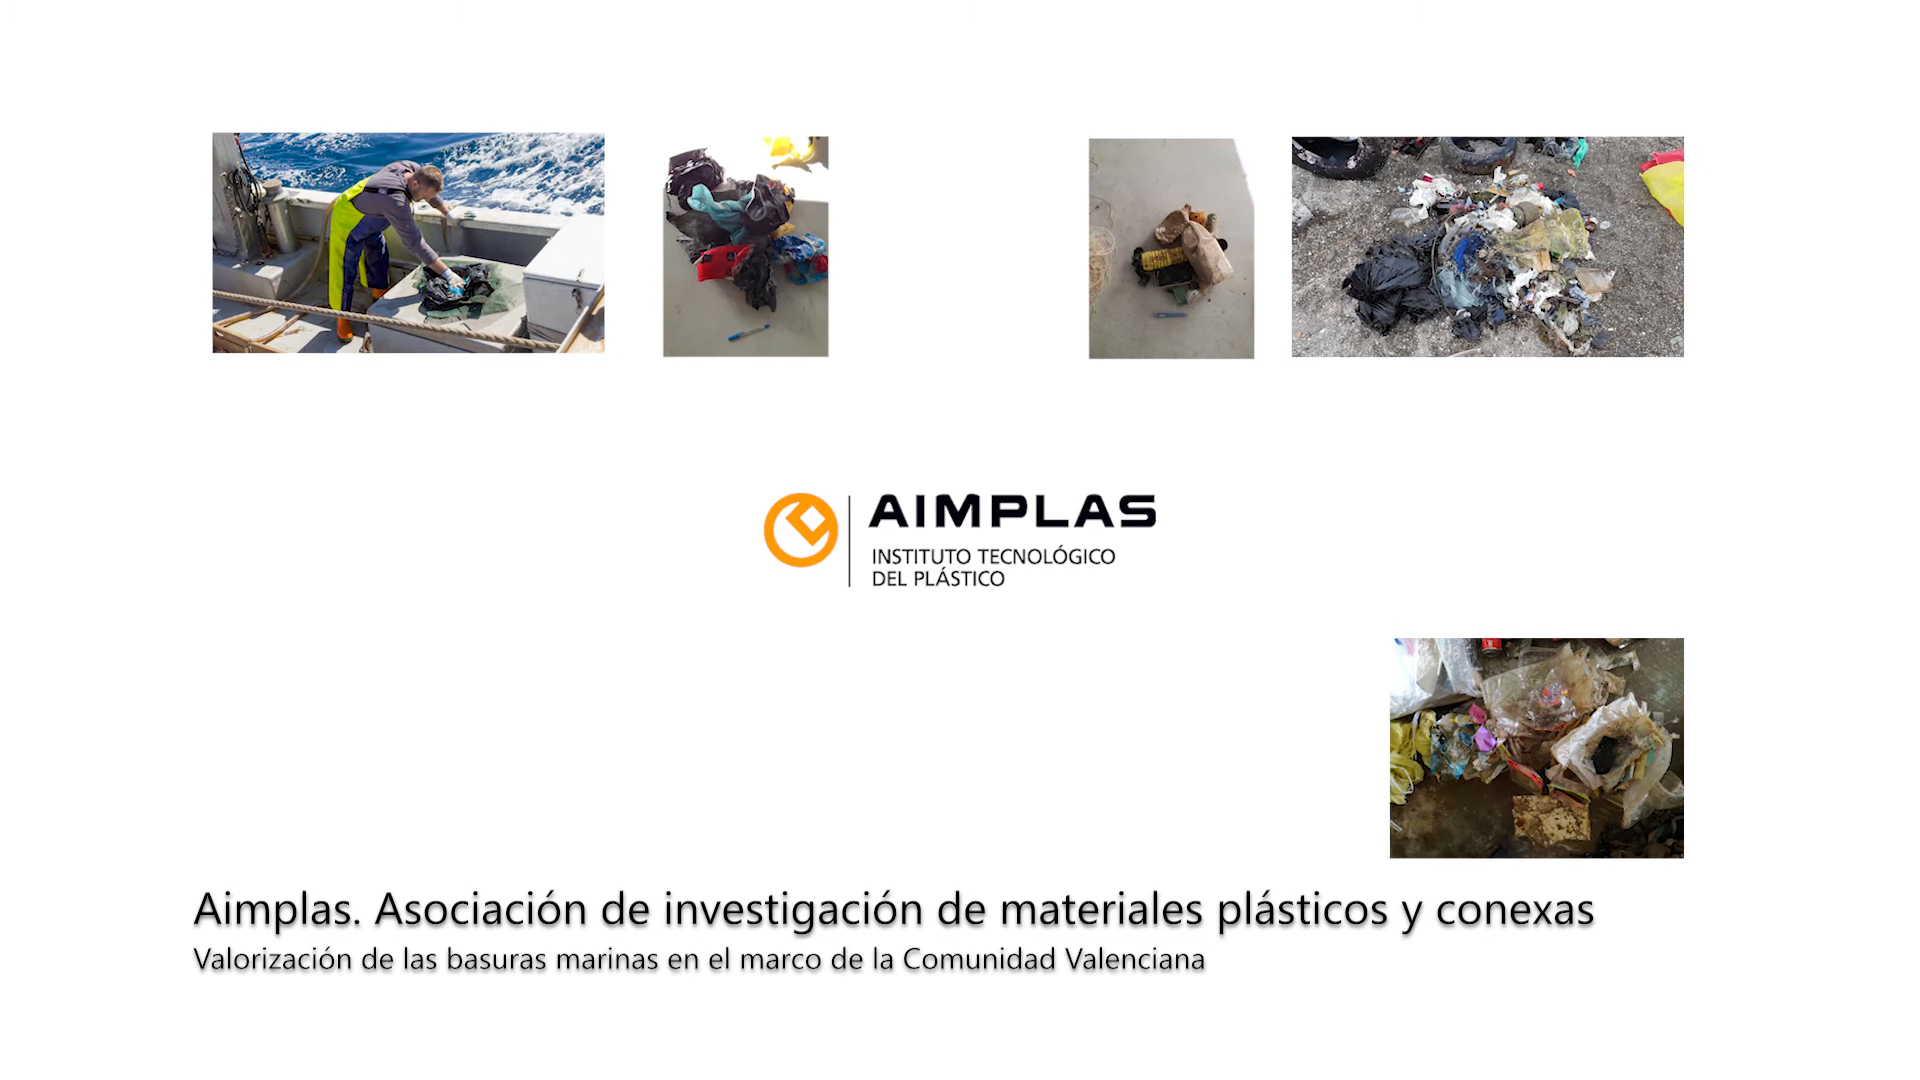 AIMPLAS
INSTITUTO TECNOLÓGICO
DEL PLÁSTICO
Aimplas. Asociación de investigación de materiales plásticos y conexas
Valorización de las basuras marinas en el marco de la Comunidad Valenciana